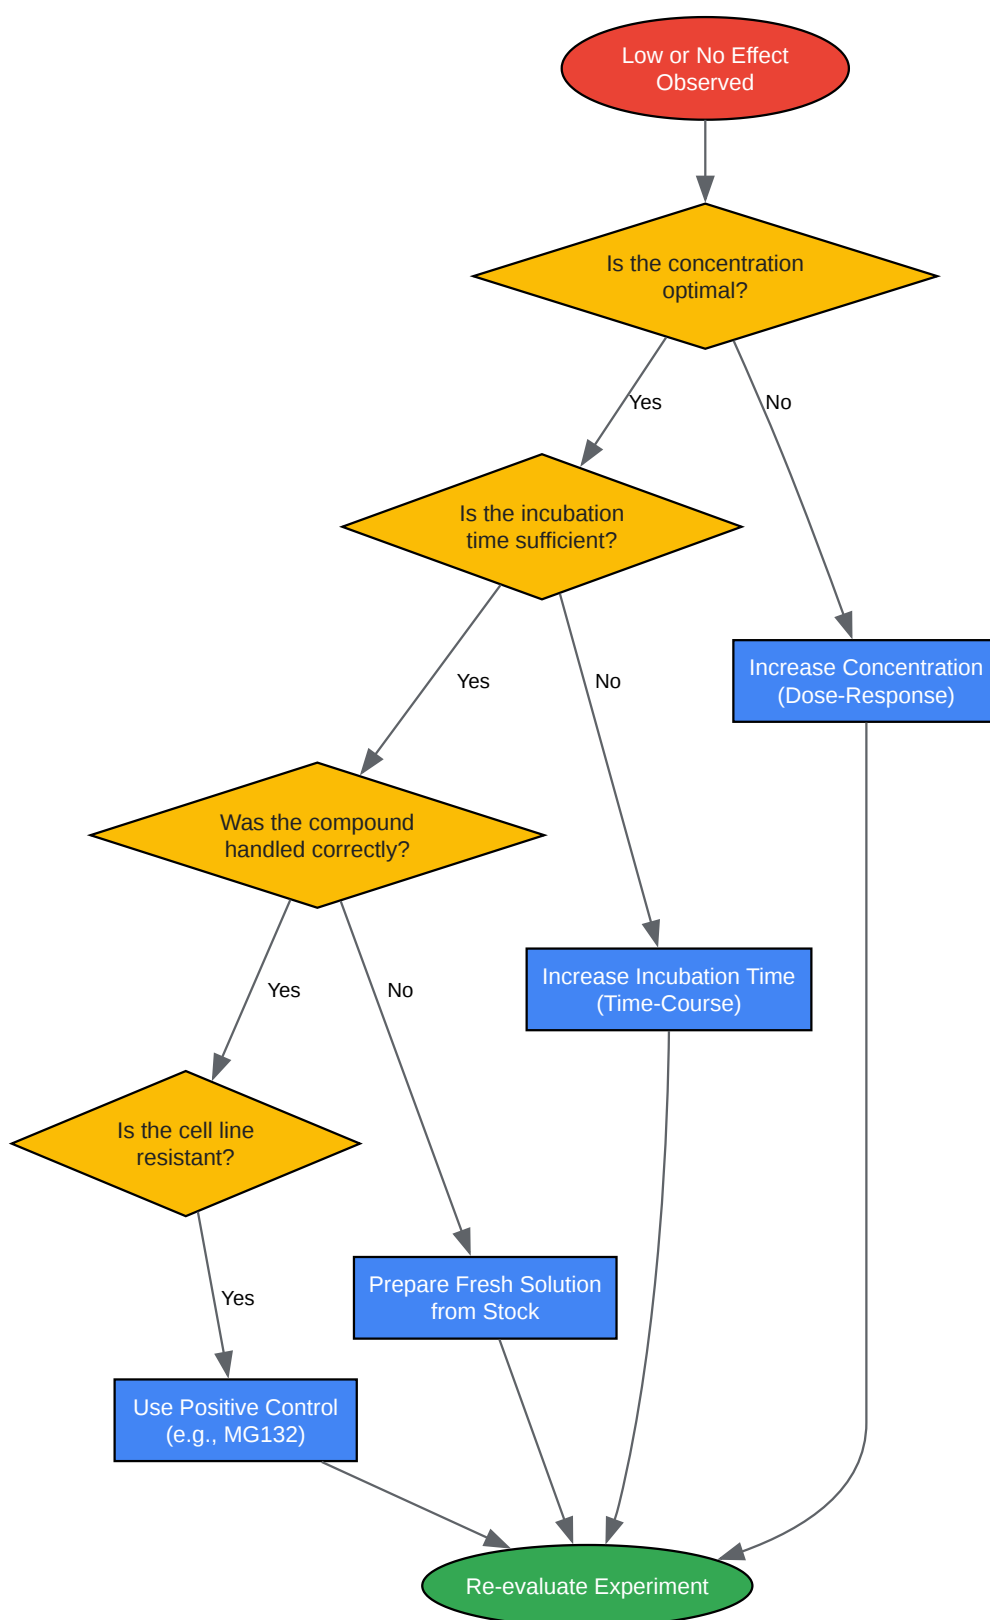 Low or No Effect
Observed
Is the concentration
optimal?
Yes
No
Is the incubation
time sufficient?
Increase Concentration
(Dose-Response)
Yes
No
Was the compound
handled correctly?
Increase Incubation Time
(Time-Course)
Yes
No
Is the cell line
resistant?
Prepare Fresh Solution
from Stock
Yes
Use Positive Control
(e.g., MG132)
Re-evaluate Experiment